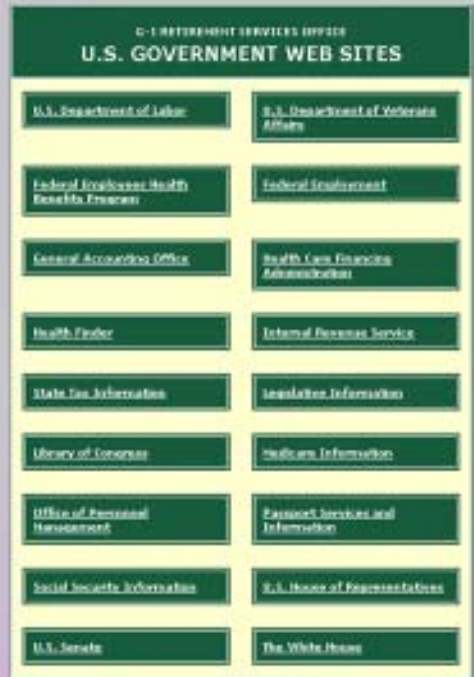 G-1 RETIREMENT SERVICES OFFICE
U.S. GOVERNMENT WEB SITES
U.S. Department of Labor
U.S. Department of Veterans
Affairs
Federal Employees Health
Benefits Program
Federal Employment
General Accounting Office
Health Care Financing
Administration
Health Finder
Internal Revenue Service
State Tax Information
Legislative Information
Library of Congress
Medicare Information
Office of Personnel
Management
Passport Services and
Information
Social Security Information
U.S. House of Representatives
U.S. Senate
The White House